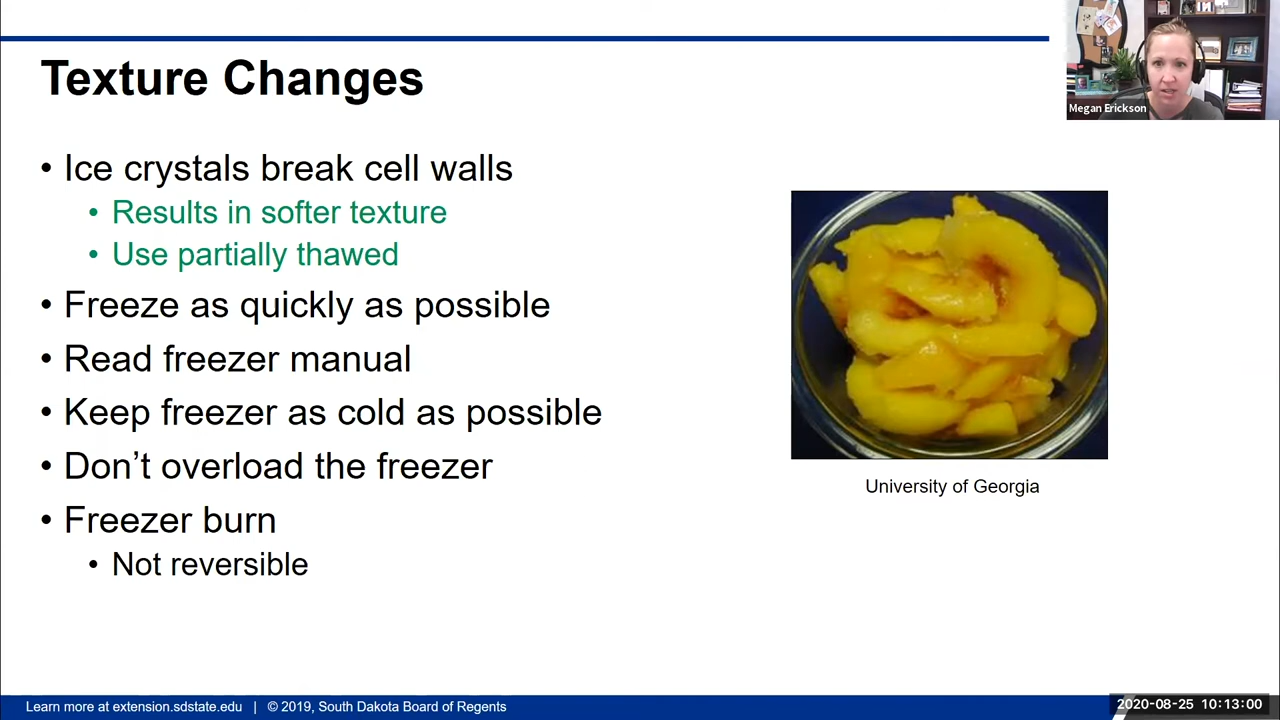 Texture Changes
Megan Erickson
• Ice crystals break cell walls
• Results in softer texture
• Use partially thawed
• Freeze as quickly as possible
• Read freezer manual
• Keep freezer as cold as possible
• Don’t overload the freezer
• Freezer burn
• Not reversible
University of Georgia
Learn more at extension.sdstate.edu | © 2019, South Dakota Board of Regents
2020-08-25 10:13:00